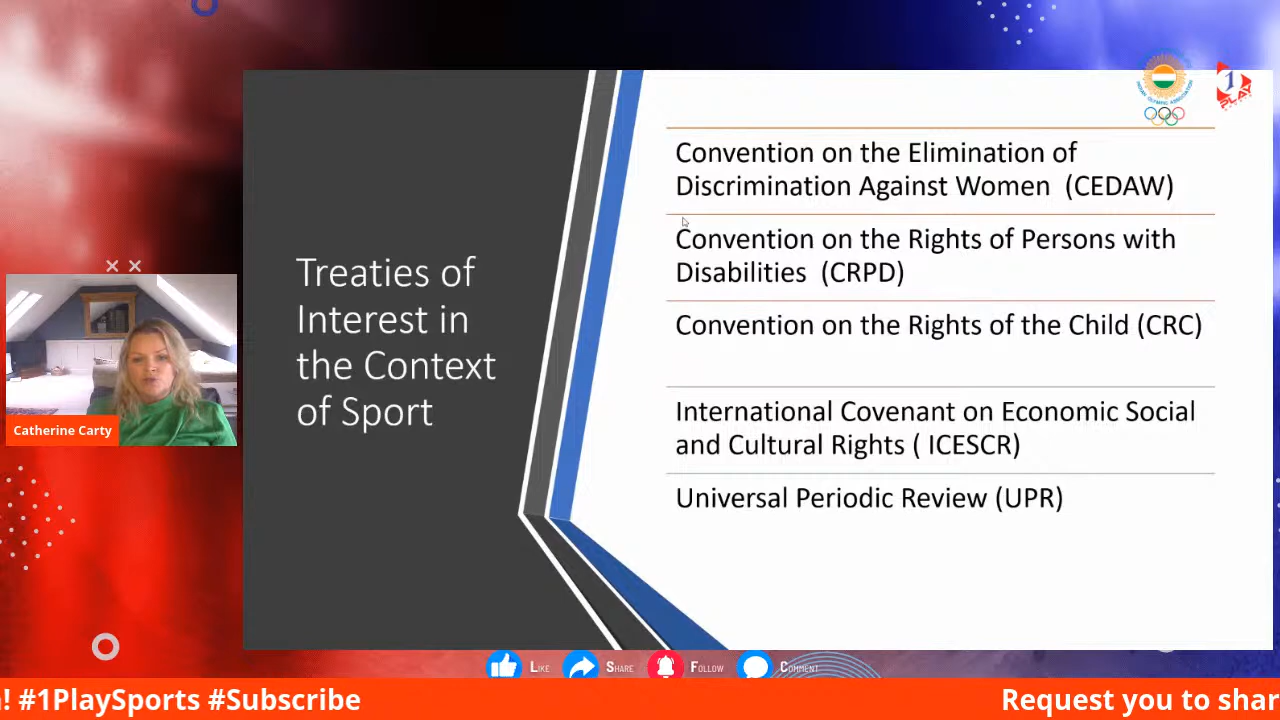 Treaties of
Interest in
the Context
of Sport
Convention on the Elimination of
Discrimination Against Women (CEDAW)
Convention on the Rights of Persons with
Disabilities (CRPD)
Convention on the Rights of the Child (CRC)
International Covenant on Economic Social
and Cultural Rights ( ICESCR)
Universal Periodic Review (UPR)
Catherine Carty
1
PLAY
LIKE
SHARE
FOLLOW
COMMENT
! #1PlaySports #Subscribe
Request you to shar